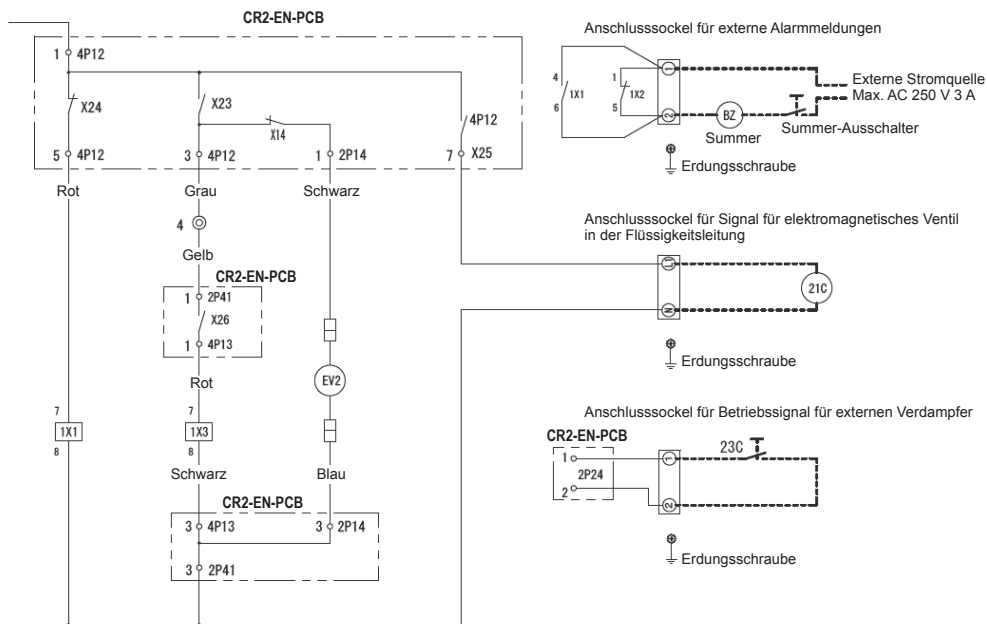 CR2-EN-PCB
1 4P12
X24
X23
X14
4P12
5 4P12
3 4P12
1 2P14
7 X25
Rot
Grau
Schwarz
4
Gelb
CR2-EN-PCB
1 2P41
X26
1 4P13
Rot
EV2
7
1X1
8
7
1X3
8
Schwarz
Blau
CR2-EN-PCB
3 4P13
3 2P14
3 2P41
Anschlusssockel für externe Alarmmeldungen
4
1X1
6
1
1X2
5
1
2
BZ
Summer
Summer-Ausschalter
Externe Stromquelle
Max. AC 250 V 3 A
Erdungsschraube
Anschlusssockel für Signal für elektromagnetisches Ventil
in der Flüssigkeitsleitung
L1
N
21C
Erdungsschraube
Anschlusssockel für Betriebssignal für externen Verdampfer
CR2-EN-PCB
1
2P24
2
1
2
23C
Erdungsschraube